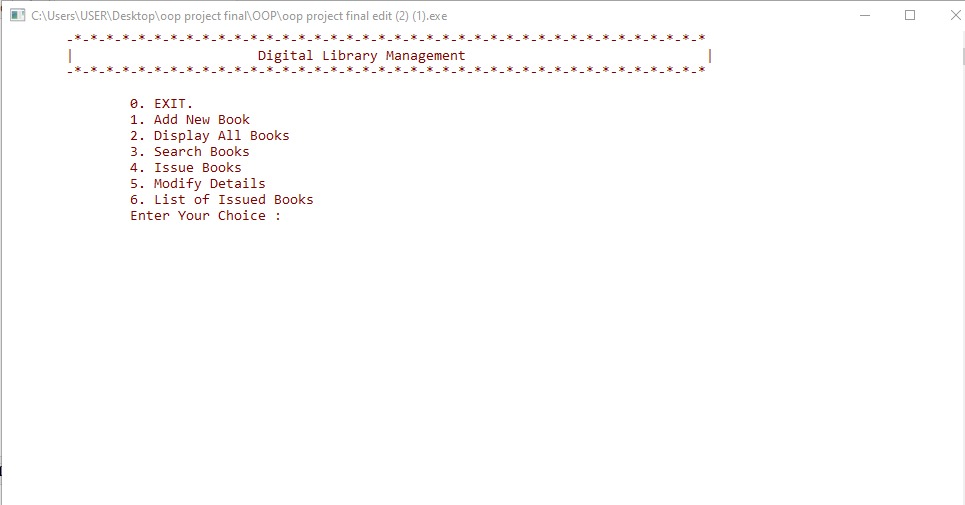 C:\Users\USER\Desktop\oop project final\OOP\oop project final edit (2) (1).exe
-*-*-*-*-*-*-*-*-*-*-*-*-*-*-*-*-*-*-*-*-*-*-*-*-*-*-*-*-*-*-*-*-*-*-*-*-*-*-*-*
| Digital Library Management |
-*-*-*-*-*-*-*-*-*-*-*-*-*-*-*-*-*-*-*-*-*-*-*-*-*-*-*-*-*-*-*-*-*-*-*-*-*-*-*-*
0. EXIT.
1. Add New Book
2. Display All Books
3. Search Books
4. Issue Books
5. Modify Details
6. List of Issued Books
Enter Your Choice :